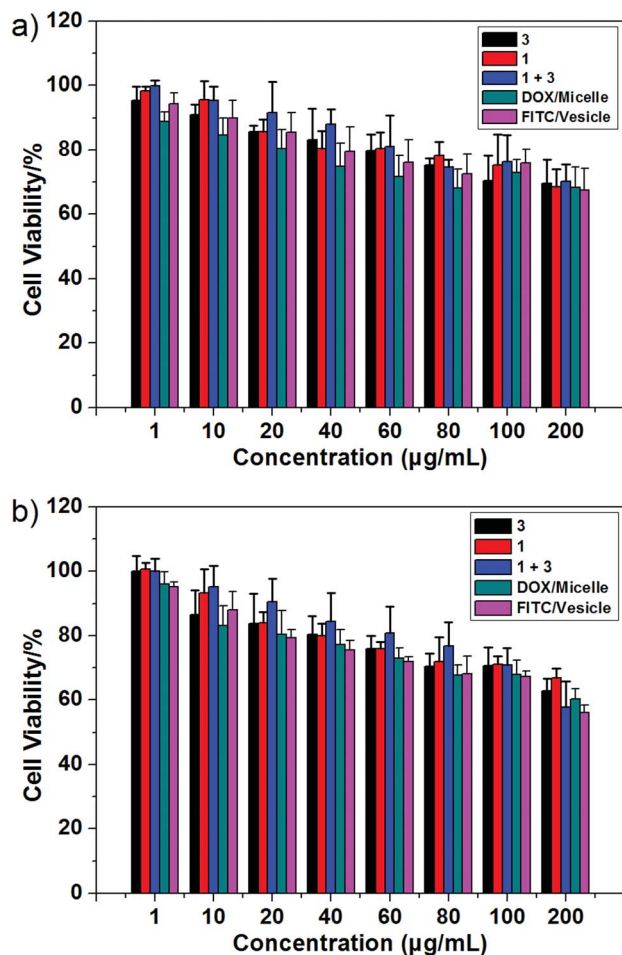 a)
120
100
80
60
40
20
0
Cell Viability/%
3
1
1 + 3
DOX/Micelle
FITC/Vesicle
1 10 20 40 60 80 100 200
Concentration (µg/mL)
b)
120
100
80
60
40
20
0
Cell Viability/%
3
1
1 + 3
DOX/Micelle
FITC/Vesicle
1 10 20 40 60 80 100 200
Concentration (µg/mL)